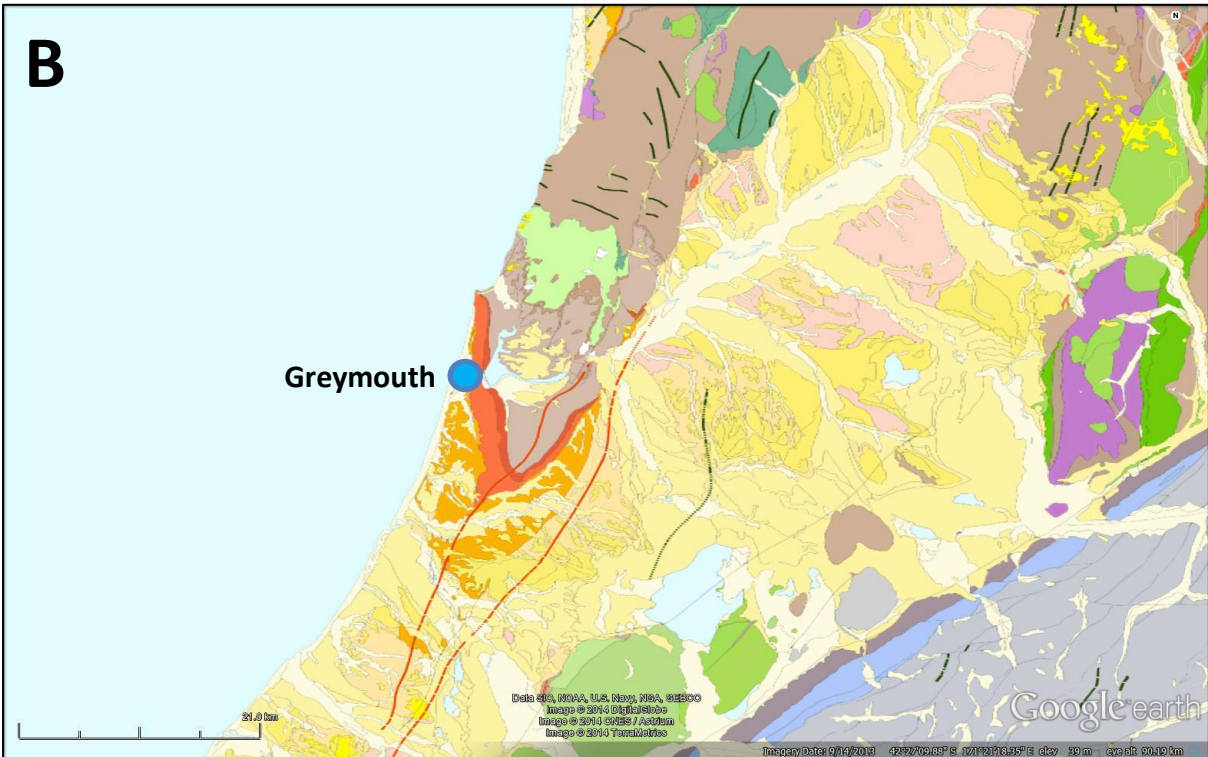 B
N
Greymouth
21.0 km
Data SIO, NOAA, U.S. Navy, NGA, GEBCO
Image © 2014 DigitalGlobe
Image © 2014 CNES / Astrium
Image © 2014 TerraMetrics
Google earth
Imagery Date: 9/14/2013 42°27'09.88" S 171°21'18.35" E elev 39 m eye alt 90.19 km